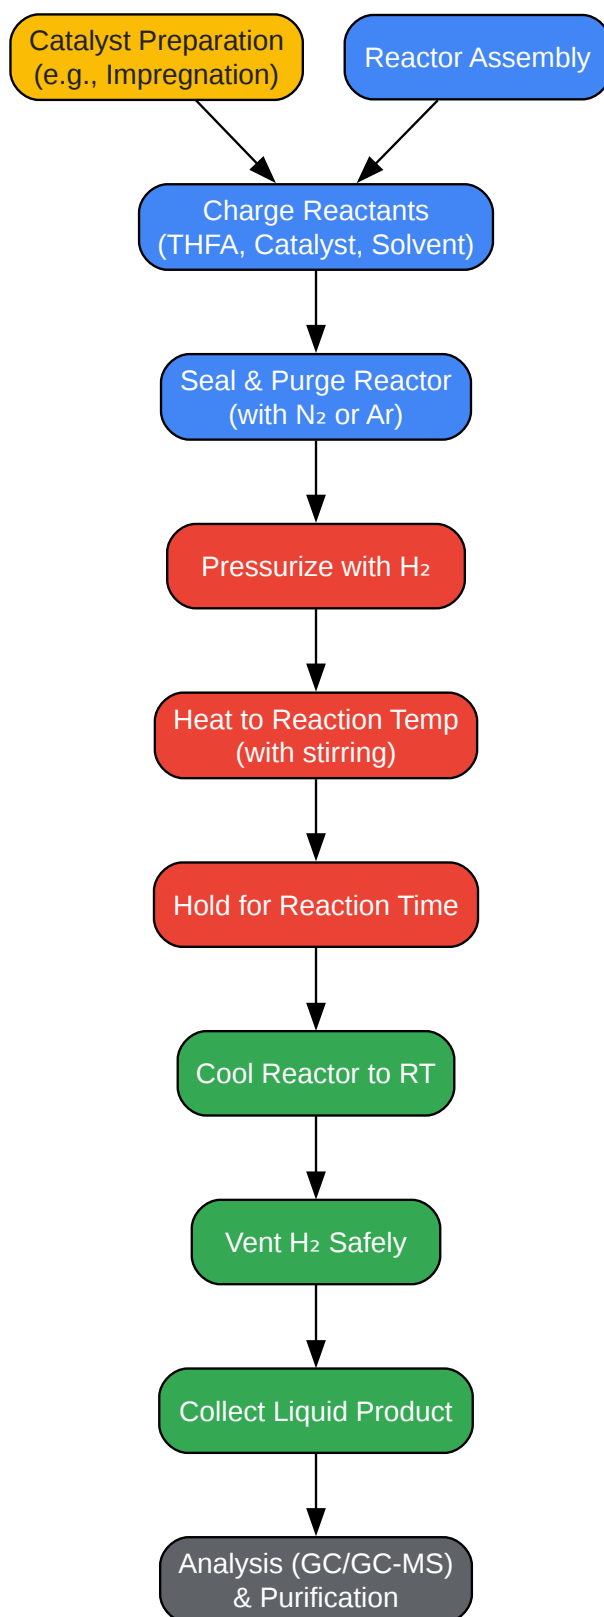 Catalyst Preparation
(e.g., Impregnation)
Reactor Assembly
Charge Reactants
(THFA, Catalyst, Solvent)
Seal & Purge Reactor
(with N₂ or Ar)
Pressurize with H₂
Heat to Reaction Temp
(with stirring)
Hold for Reaction Time
Cool Reactor to RT
Vent H₂ Safely
Collect Liquid Product
Analysis (GC/GC-MS)
& Purification